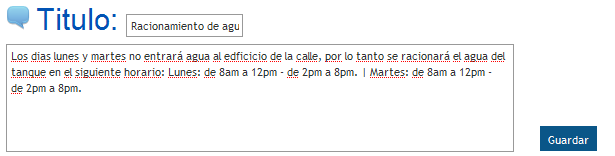 Titulo: Racionamiento de agu
Los dias lunes y martes no entrará agua al edficicio de la calle, por lo tanto se racionará el agua del
tanque en el siguiente horario: Lunes: de 8am a 12pm - de 2pm a 8pm. | Martes: de 8am a 12pm -
de 2pm a 8pm.
Guardar